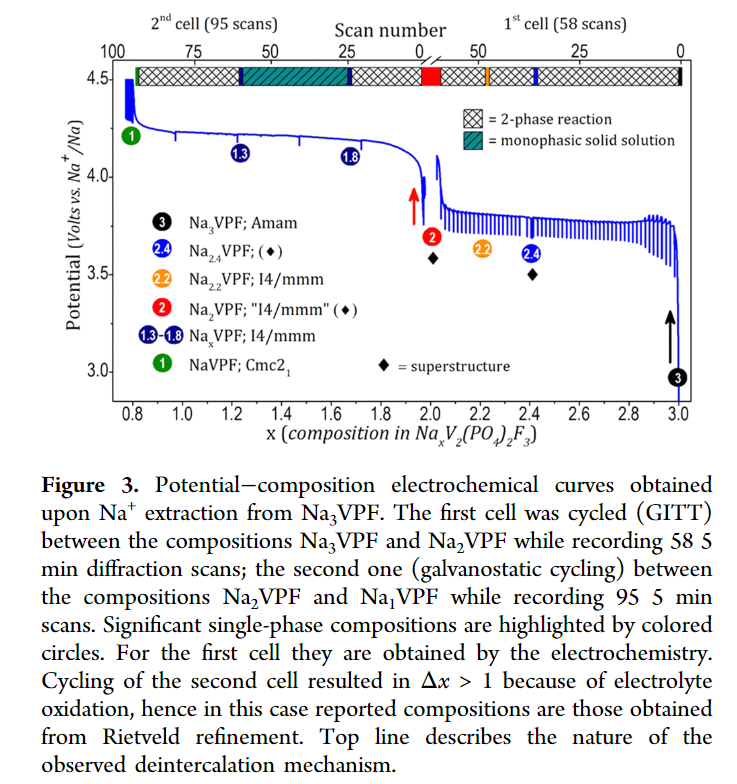 2nd cell (95 scans) Scan number 1st cell (58 scans)
100 75 50 25 0 50 25 0
4.5
4.0
3.5
3.0
Potential (Volts vs. Na+/Na)
= 2-phase reaction
= monophasic solid solution
1 1.3 1.8 2 2.2 2.4 3
3 Na3VPF; Amam
2.4 Na2.4VPF; (♦)
2.2 Na2.2VPF; I4/mmm
2 Na2VPF; "I4/mmm" (♦)
1.3-1.8 NaxVPF; I4/mmm
1 NaVPF; Cmc21
♦ = superstructure
0.8 1.0 1.2 1.4 1.6 1.8 2.0 2.2 2.4 2.6 2.8 3.0
x (composition in NaxV2(PO4)2F3)
Figure 3. Potential−composition electrochemical curves obtained
upon Na+ extraction from Na3VPF. The first cell was cycled (GITT)
between the compositions Na3VPF and Na2VPF while recording 58 5
min diffraction scans; the second one (galvanostatic cycling) between
the compositions Na2VPF and Na1VPF while recording 95 5 min
scans. Significant single-phase compositions are highlighted by colored
circles. For the first cell they are obtained by the electrochemistry.
Cycling of the second cell resulted in Δx > 1 because of electrolyte
oxidation, hence in this case reported compositions are those obtained
from Rietveld refinement. Top line describes the nature of the
observed deintercalation mechanism.